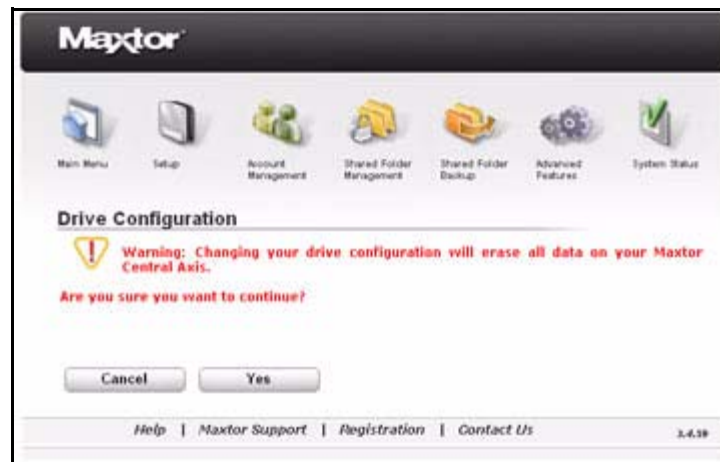 Maxtor
Main Menu
Setup
Account
Management
Shared Folder
Management
Shared Folder
Backup
Advanced
Features
System Status
Drive Configuration
Warning: Changing your drive configuration will erase all data on your Maxtor
Central Axis.
Are you sure you want to continue?
Cancel
Yes
Help | Maxtor Support | Registration | Contact Us